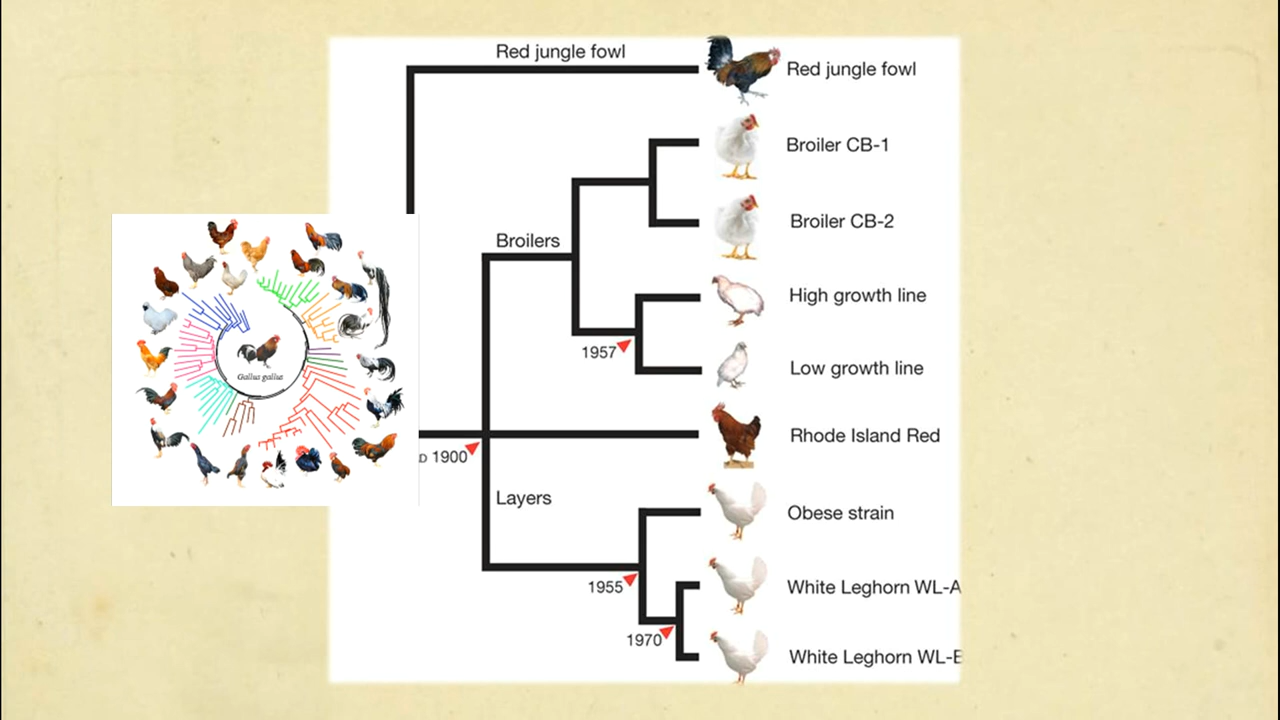 Red jungle fowl
Red jungle fowl
Broiler CB-1
Broiler CB-2
Broilers
High growth line
1957
Low growth line
Gallus gallus
Rhode Island Red
D 1900
Layers
Obese strain
1955
White Leghorn WL-A
1970
White Leghorn WL-